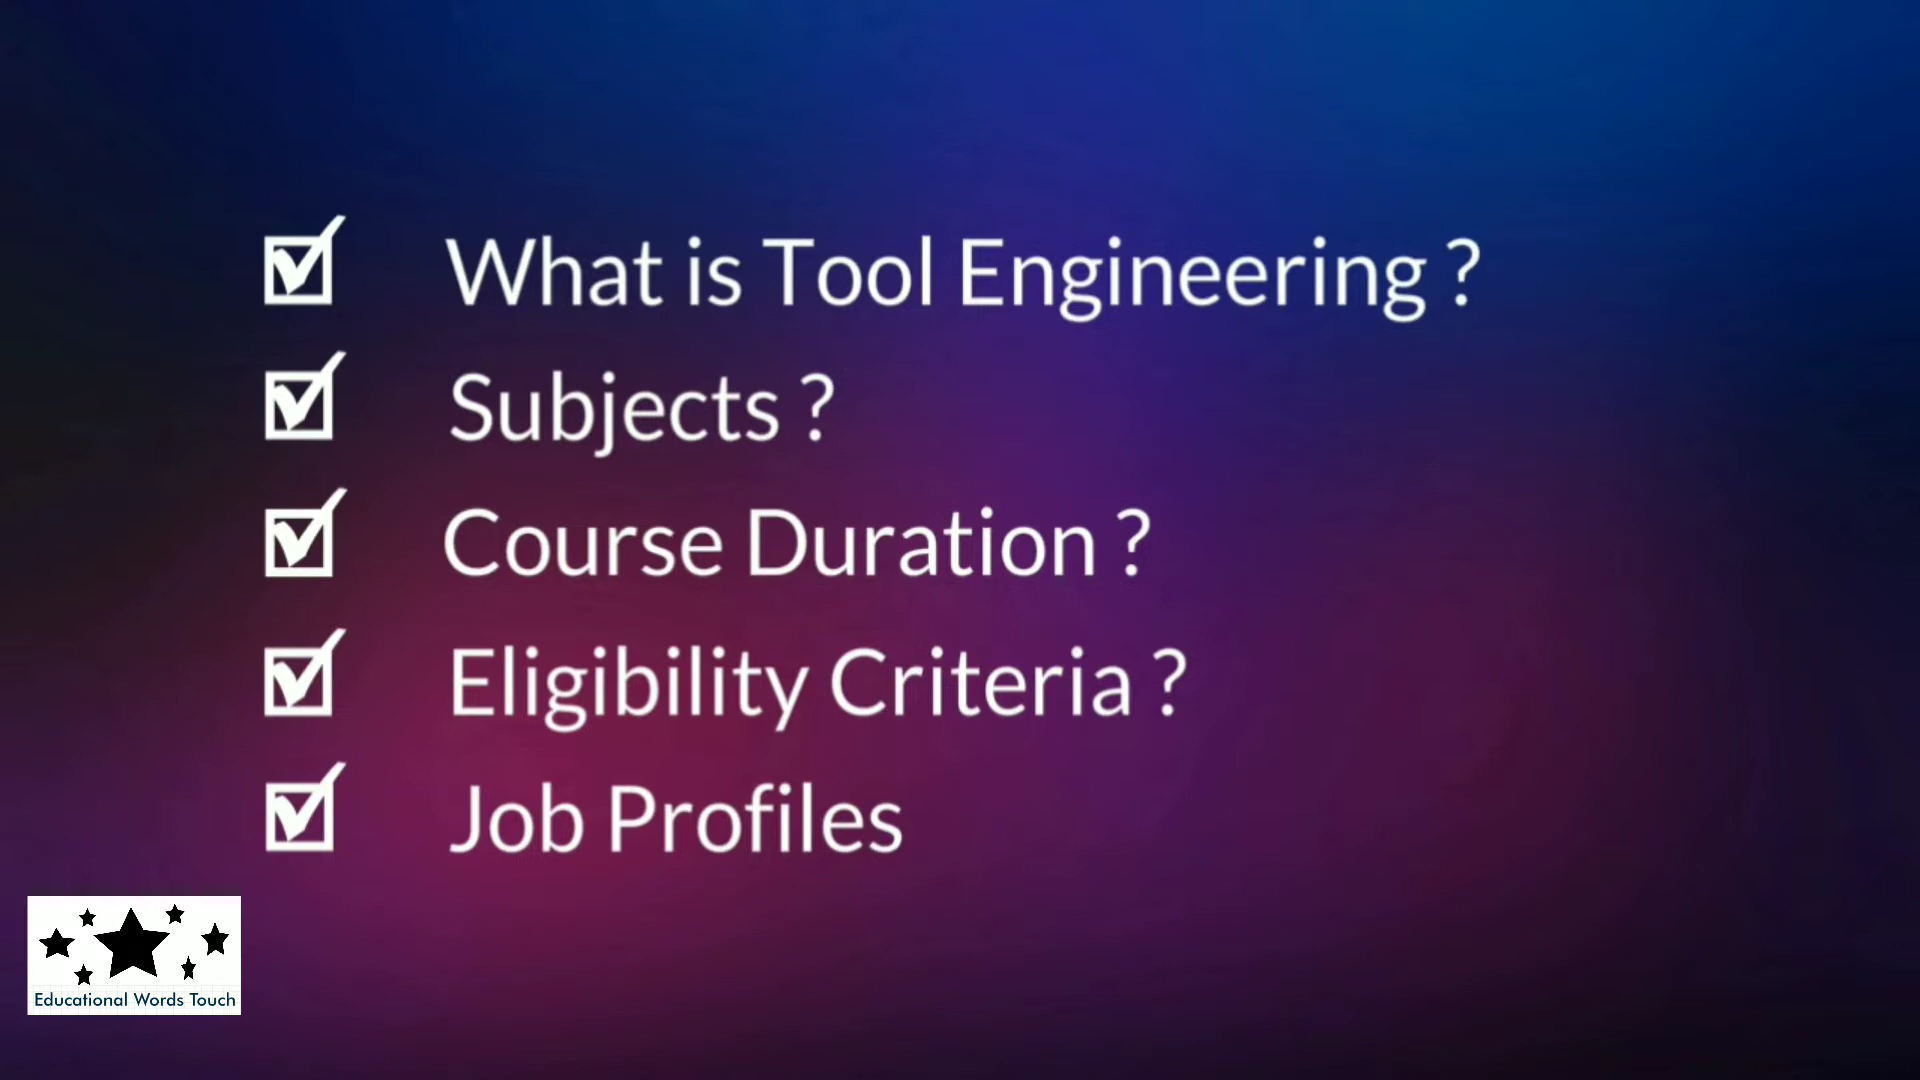 What is Tool Engineering ?
Subjects ?
Course Duration ?
Eligibility Criteria ?
Job Profiles
Educational Words Touch